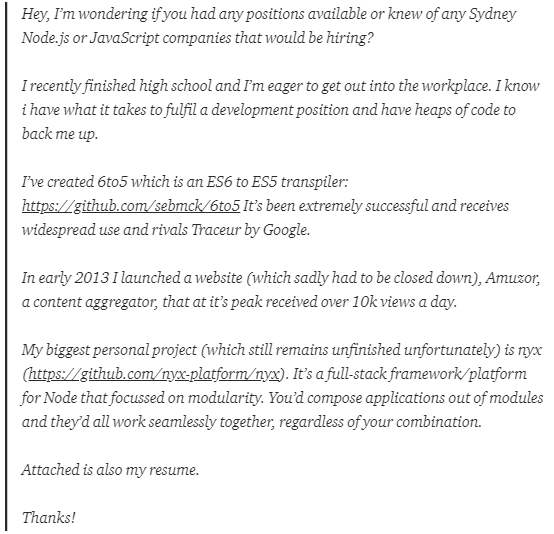 Hey, I'm wondering if you had any positions available or knew of any Sydney
Node.js or JavaScript companies that would be hiring?
I recently finished high school and I'm eager to get out into the workplace. I know
i have what it takes to fulfil a development position and have heaps of code to
back me up.
I've created 6to5 which is an ES6 to ES5 transpiler:
https://github.com/sebmck/6to5 It's been extremely successful and receives
widespread use and rivals Traceur by Google.
In early 2013 I launched a website (which sadly had to be closed down), Amuzor,
a content aggregator, that at it's peak received over 10k views a day.
My biggest personal project (which still remains unfinished unfortunately) is nyx
(https://github.com/nyx-platform/nyx). It's a full-stack framework/platform
for Node that focussed on modularity. You'd compose applications out of modules
and they'd all work seamlessly together, regardless of your combination.
Attached is also my resume.
Thanks!